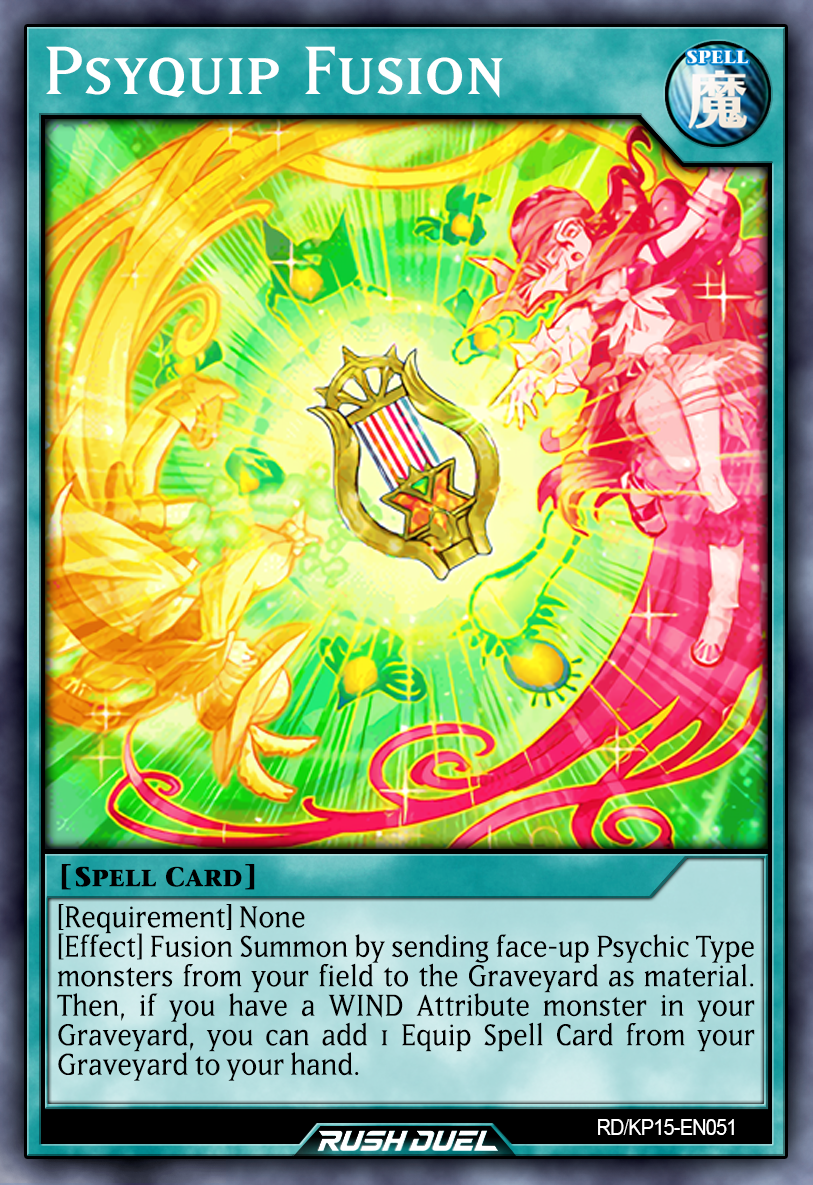 Psyquip Fusion
SPELL
魔
[Spell Card]
[Requirement] None
[Effect] Fusion Summon by sending face-up Psychic Type
monsters from your field to the Graveyard as material.
Then, if you have a WIND Attribute monster in your
Graveyard, you can add 1 Equip Spell Card from your
Graveyard to your hand.
RD/KP15-EN051
RUSH DUEL